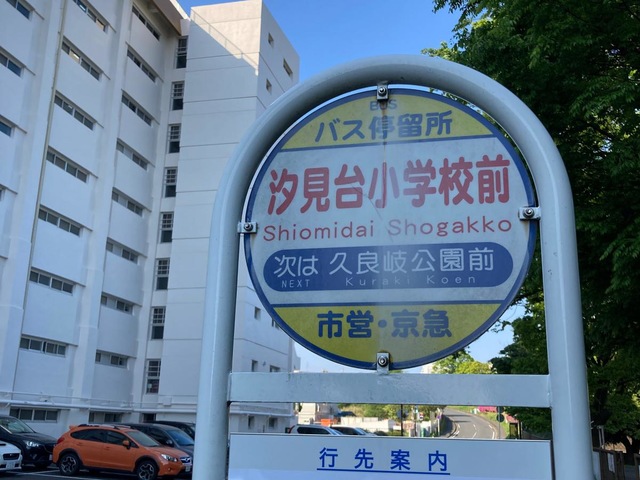 BUS
バス停留所
汐見台小学校前
Shiomidai Shogakko
次は 久良岐公園前
NEXT Kuraki Koen
市営・京急
行先案内